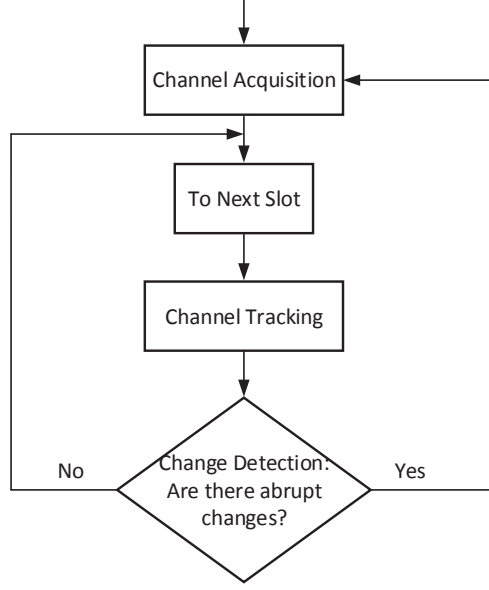 Channel Acquisition
To Next Slot
Channel Tracking
Change Detection:
Are there abrupt
changes?
No
Yes